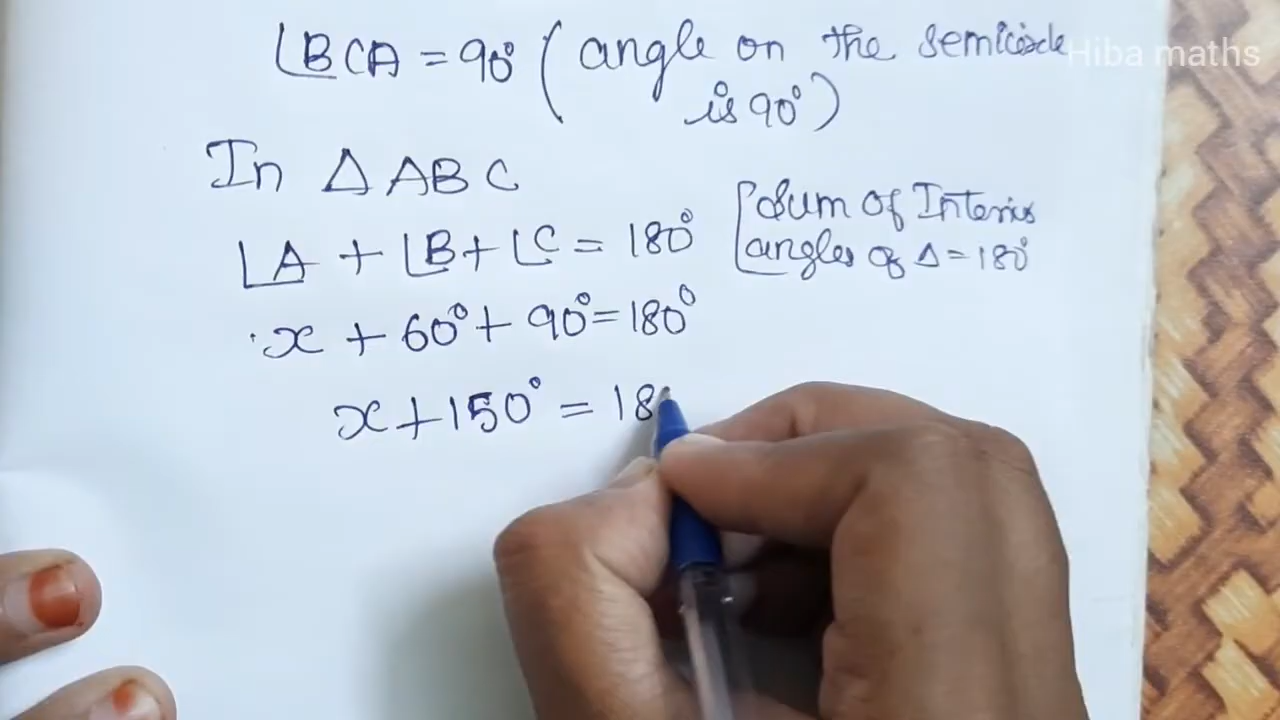 ∟BCA = 90° ( angle on the semicircle
is 90° )
Hiba maths
In Δ ABC
∟A + ∟B + ∟C = 180°
[Sum of Interior
angles of Δ = 180°
x + 60° + 90° = 180°
x + 150° = 18